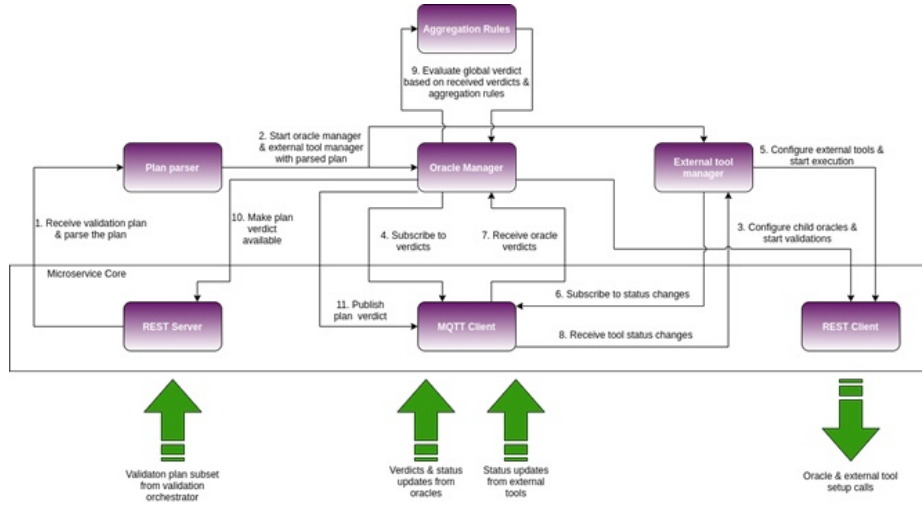 Aggregation Rules
9. Evaluate global verdict
based on received verdicts &
aggregation rules
2. Start oracle manager
& external tool manager
with parsed plan
Plan parser
Oracle Manager
External tool
manager
5. Configure external tools &
start execution
1. Receive validation plan
& parse the plan
10. Make plan
verdict
available
4. Subscribe to
verdicts
7. Receive oracle
verdicts
3. Configure child oracles &
start validations
Microservice Core
6. Subscribe to status changes
11. Publish
plan verdict
REST Server
MQTT Client
8. Receive tool status changes
REST Client
Validaton plan subset
from validation
orchestrator
Verdicts & status
updates from
oracles
Status updates
from external
tools
Oracle & external tool
setup calls